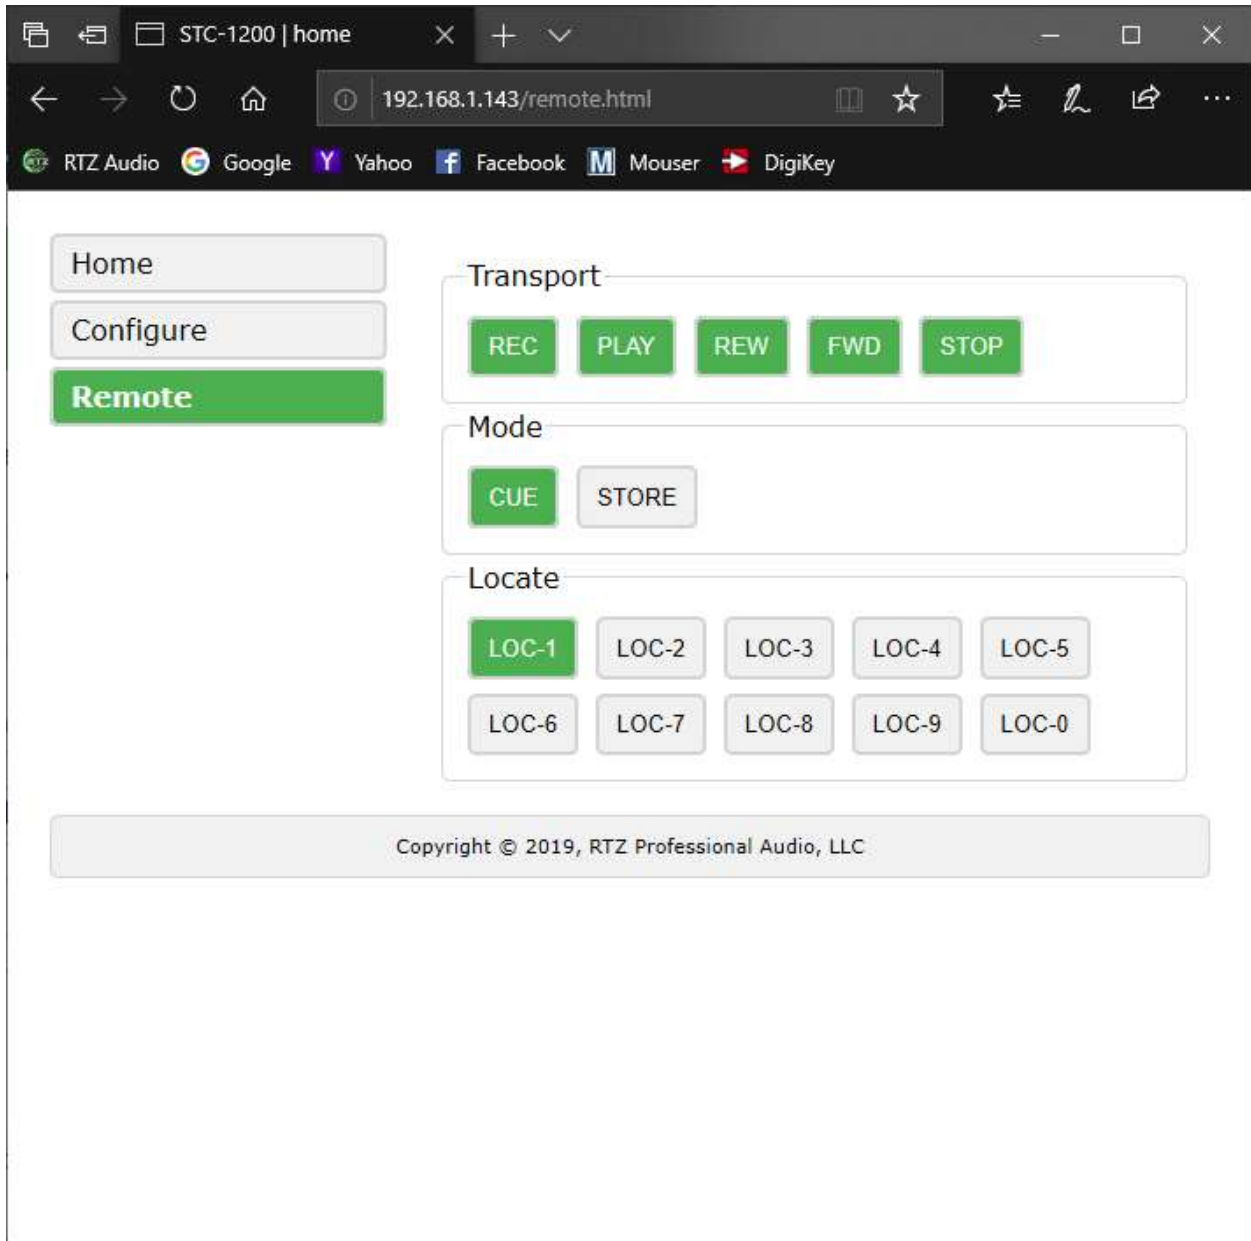 STC-1200 | home
192.168.1.143/remote.html
RTZ Audio Google Yahoo Facebook Mouser DigiKey
Home
Configure
Remote
Transport
REC PLAY REW FWD STOP
Mode
CUE STORE
Locate
LOC-1 LOC-2 LOC-3 LOC-4 LOC-5
LOC-6 LOC-7 LOC-8 LOC-9 LOC-0
Copyright © 2019, RTZ Professional Audio, LLC